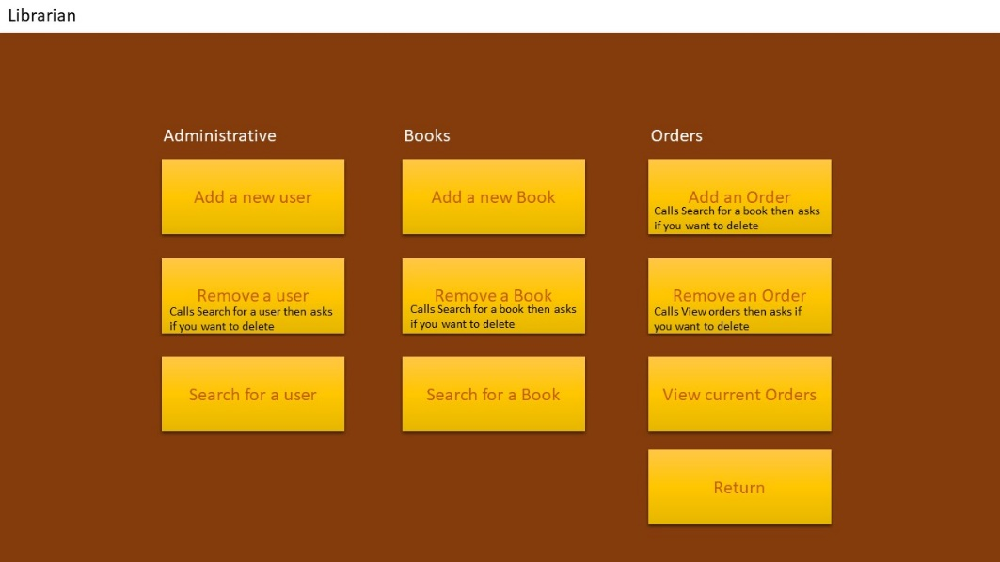 Librarian
Administrative
Add a new user
Remove a user
Calls Search for a user then asks
if you want to delete
Search for a user
Books
Add a new Book
Remove a Book
Calls Search for a book then asks
if you want to delete
Search for a Book
Orders
Add an Order
Calls Search for a book then asks
if you want to delete
Remove an Order
Calls View orders then asks if
you want to delete
View current Orders
Return